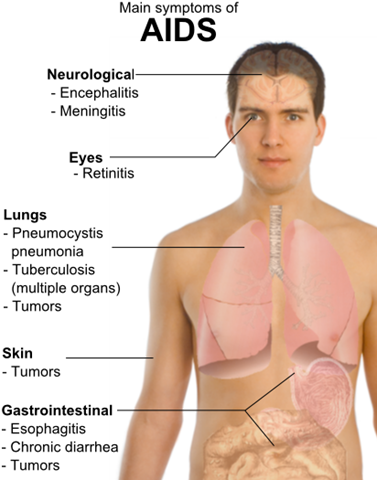 Main symptoms of
AIDS
Neurological
- Encephalitis
- Meningitis
Eyes
- Retinitis
Lungs
- Pneumocystis
pneumonia
- Tuberculosis
(multiple organs)
- Tumors
Skin
- Tumors
Gastrointestinal
- Esophagitis
- Chronic diarrhea
- Tumors